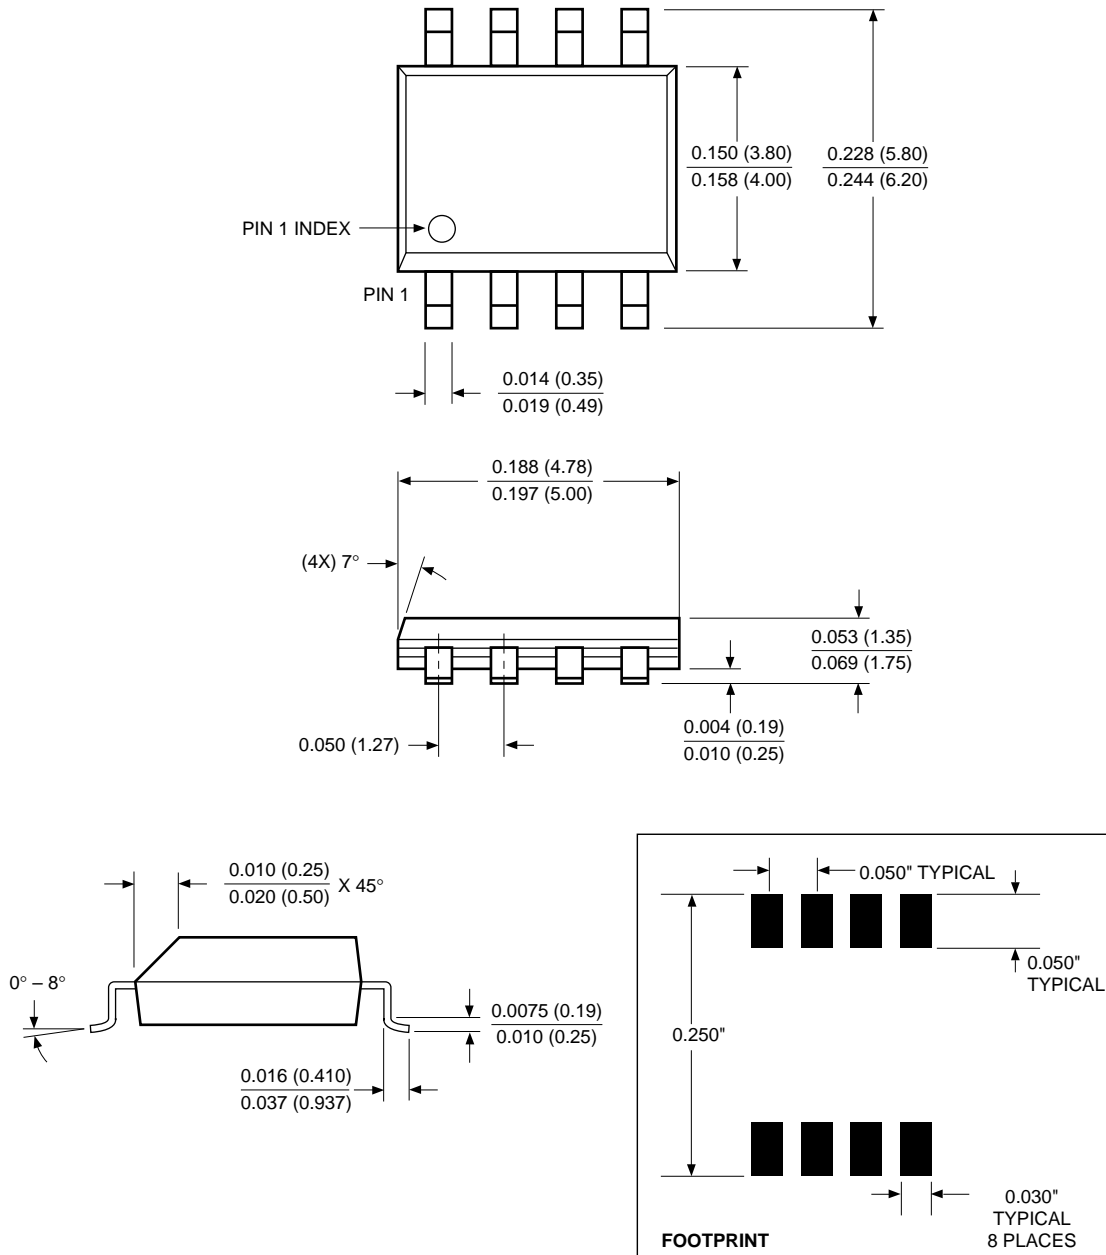 0.150 (3.80)
0.158 (4.00)
0.228 (5.80)
0.244 (6.20)
PIN 1 INDEX
PIN 1
0.014 (0.35)
0.019 (0.49)
0.188 (4.78)
0.197 (5.00)
(4X) 7°
0.053 (1.35)
0.069 (1.75)
0.004 (0.19)
0.010 (0.25)
0.050 (1.27)
0.010 (0.25)
0.020 (0.50)
X 45°
0° – 8°
0.0075 (0.19)
0.010 (0.25)
0.016 (0.410)
0.037 (0.937)
0.050" TYPICAL
0.050"
TYPICAL
0.250"
0.030"
TYPICAL
8 PLACES
FOOTPRINT